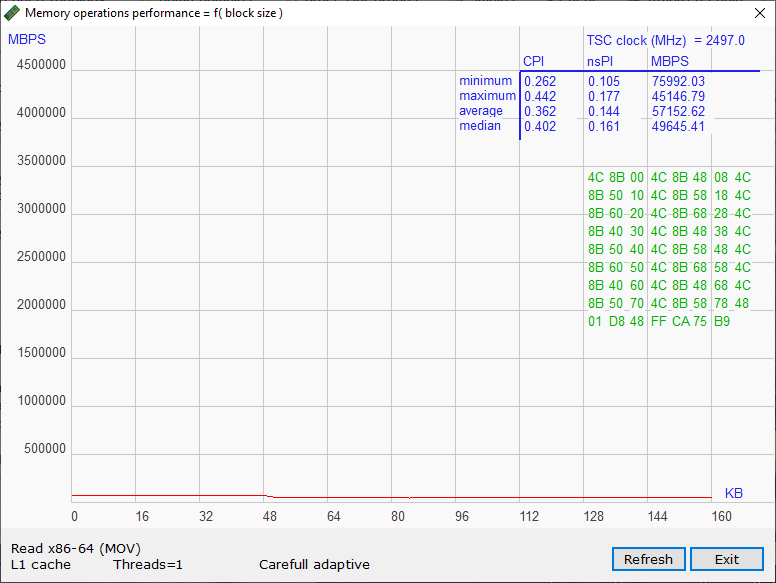 Memory operations performance = f( block size )
MBPS
TSC clock (MHz) = 2497.0
CPI nsPI MBPS
minimum 0.262 0.105 75992.03
maximum 0.442 0.177 45146.79
average 0.362 0.144 57152.62
median 0.402 0.161 49645.41
4500000
4000000
3500000
3000000
2500000
2000000
1500000
1000000
500000
4C 8B 00 4C 8B 48 08 4C
8B 50 10 4C 8B 58 18 4C
8B 60 20 4C 8B 68 28 4C
8B 40 30 4C 8B 48 38 4C
8B 50 40 4C 8B 58 48 4C
8B 60 50 4C 8B 68 58 4C
8B 40 60 4C 8B 48 68 4C
8B 50 70 4C 8B 58 78 48
01 D8 48 FF CA 75 B9
KB
0 16 32 48 64 80 96 112 128 144 160
Read x86-64 (MOV)
L1 cache Threads=1 Carefull adaptive
Refresh Exit